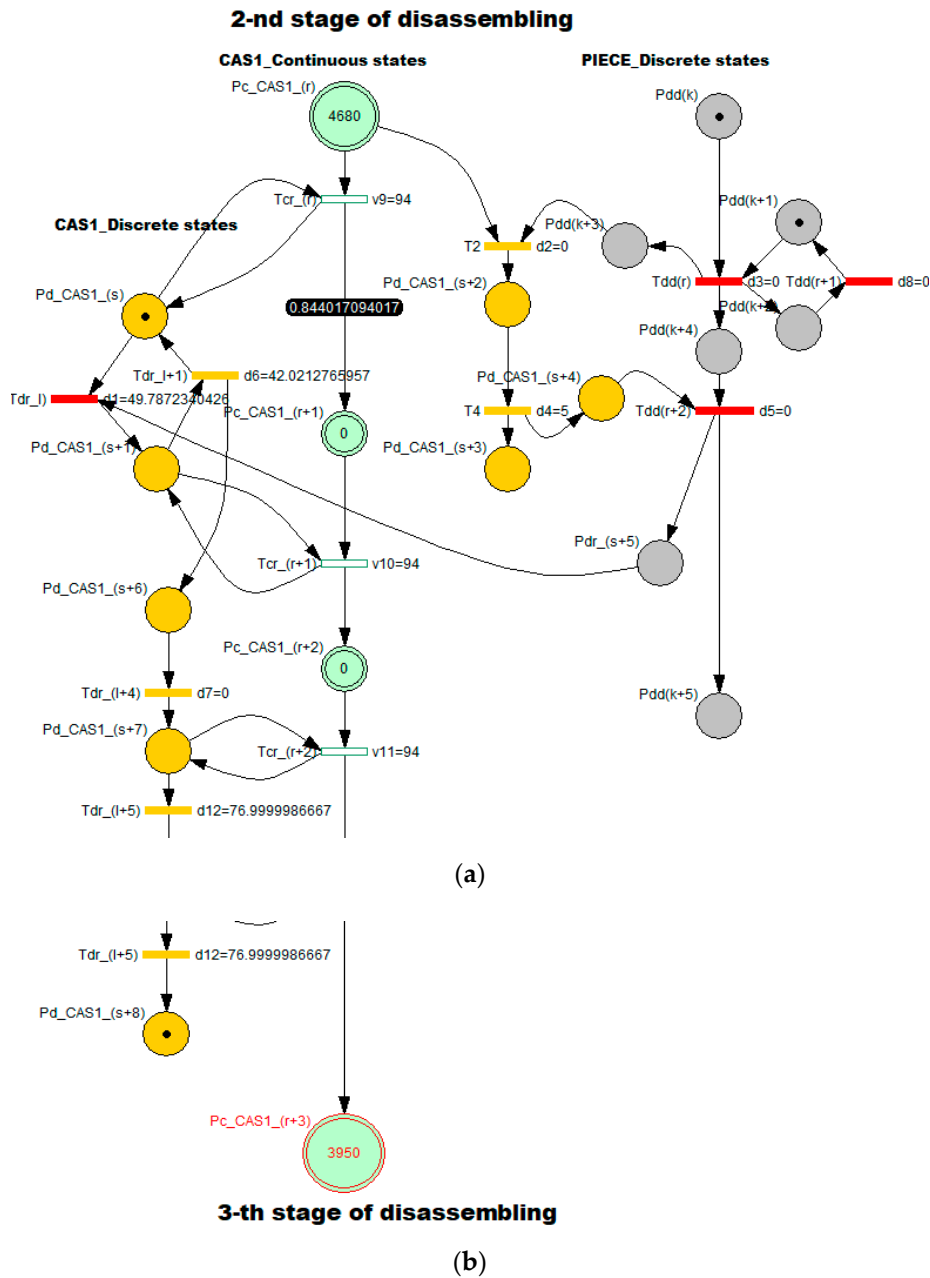 2-nd stage of disassembling
CAS1_Continuous states
PIECE_Discrete states
Pc_CAS1_(r)
4680
Pdd(k)
Tcr_(r)
v9=94
Pdd(k+1)
CAS1_Discrete states
Pdd(k+3)
T2
d2=0
Pd_CAS1_(s)
Pd_CAS1_(s+2)
Tdd(r)
d3=0
Tdd(r+1)
d8=0
0.844017094017
Pdd(k+4)
Tdr_l+1)
d6=42.0212765957
Pd_CAS1_(s+4)
Tdr_l)
d1=49.7872340426
Pc_CAS1_(r+1)
0
T4
d4=5
Tdd(r+2)
d5=0
Pd_CAS1_(s+1)
Pd_CAS1_(s+3)
Pdr_(s+5)
Tcr_(r+1)
v10=94
Pd_CAS1_(s+6)
Pc_CAS1_(r+2)
0
Tdr_(l+4)
d7=0
Pdd(k+5)
Pd_CAS1_(s+7)
Tcr_(r+2)
v11=94
Tdr_(l+5)
d12=76.9999986667
(a)
Tdr_(l+5)
d12=76.9999986667
Pd_CAS1_(s+8)
Pc_CAS1_(r+3)
3950
3-th stage of disassembling
(b)